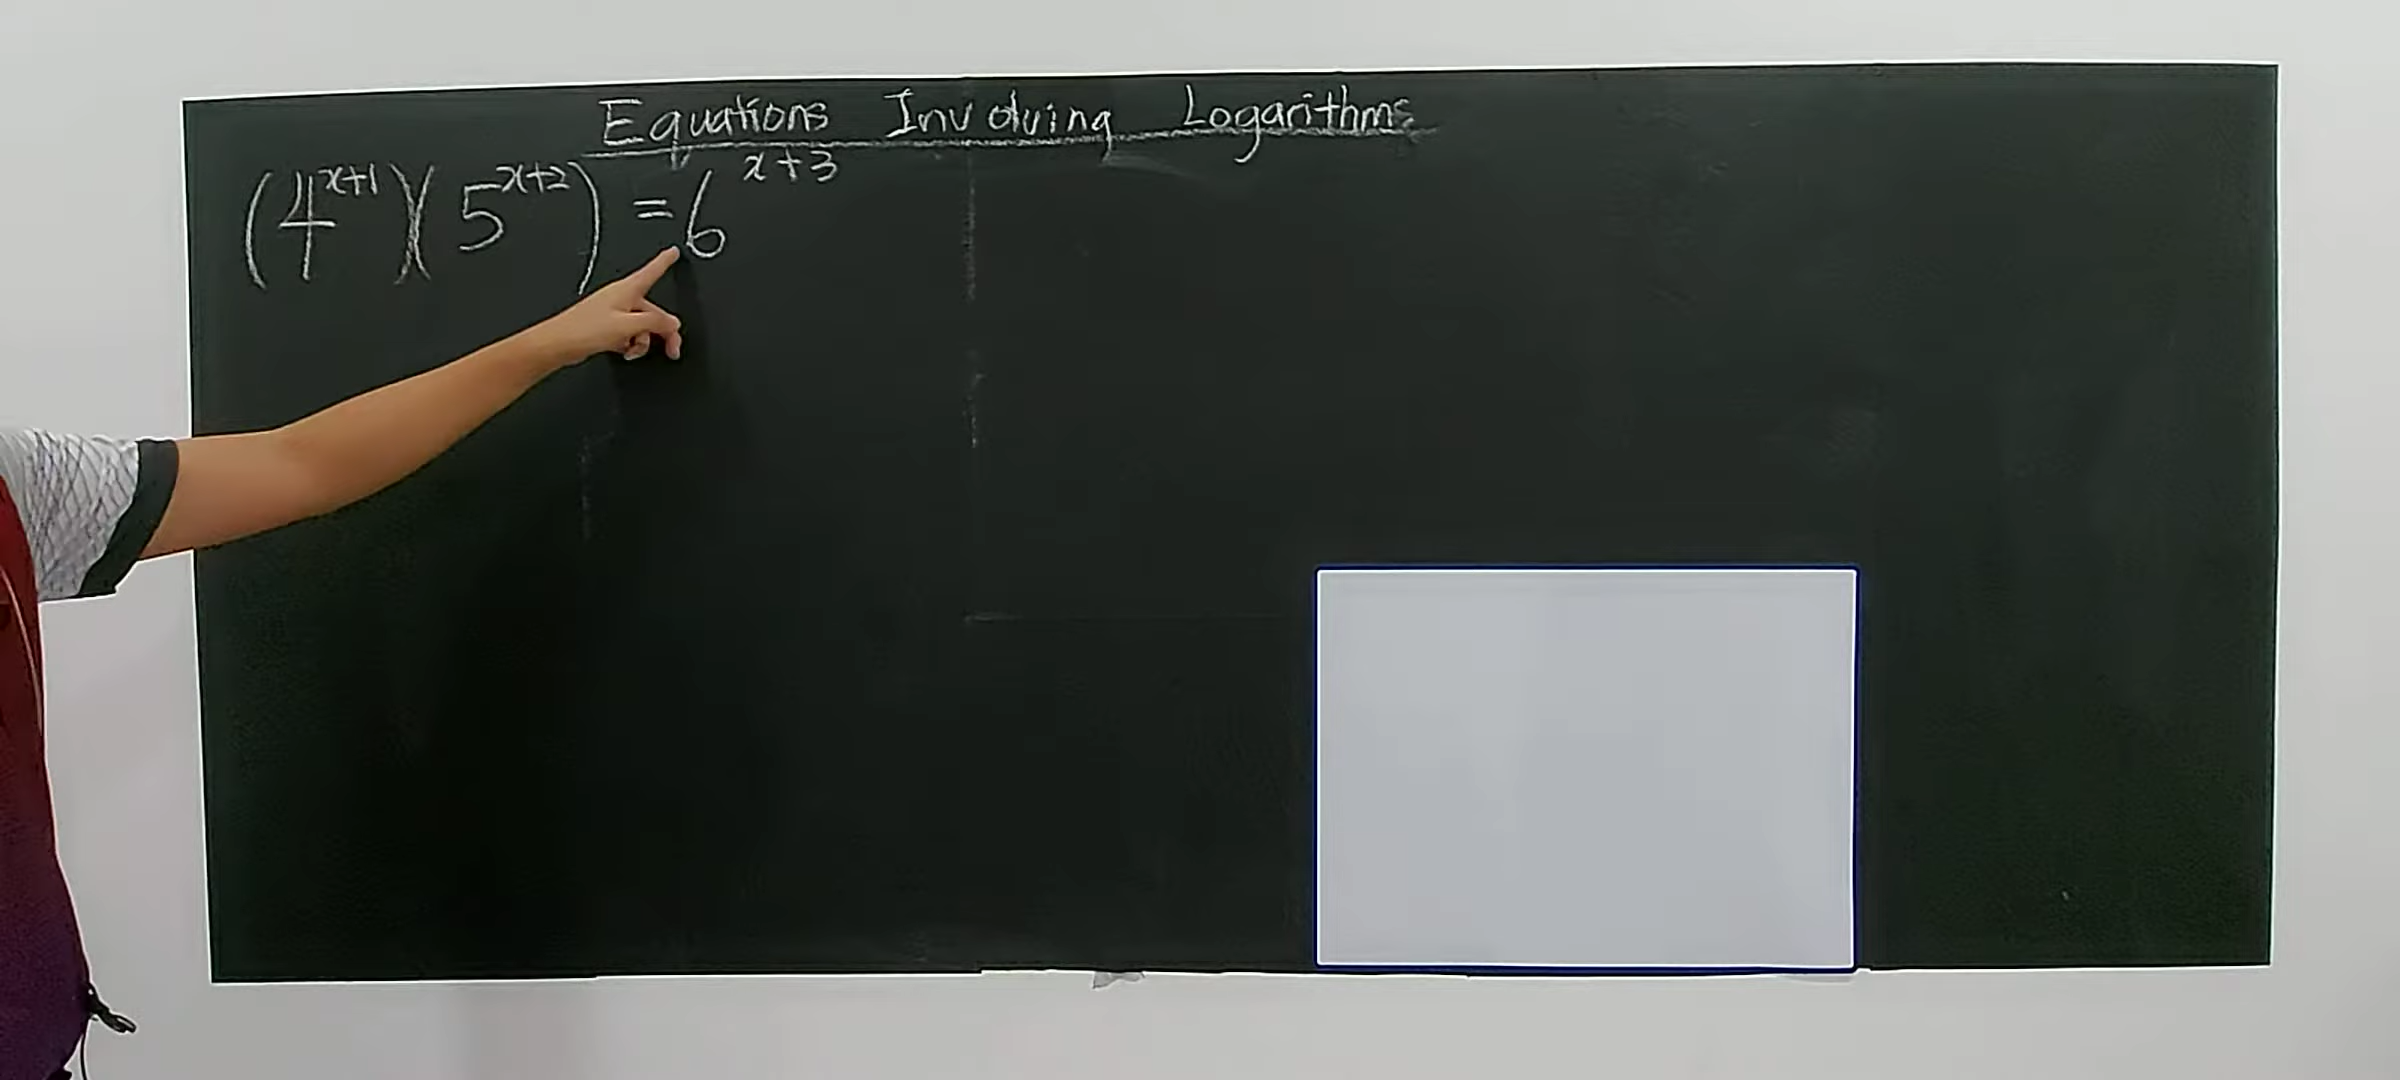 Equations Involving Logarithms
(4^{x+1})(5^{x+2}) = 6^{x+3}